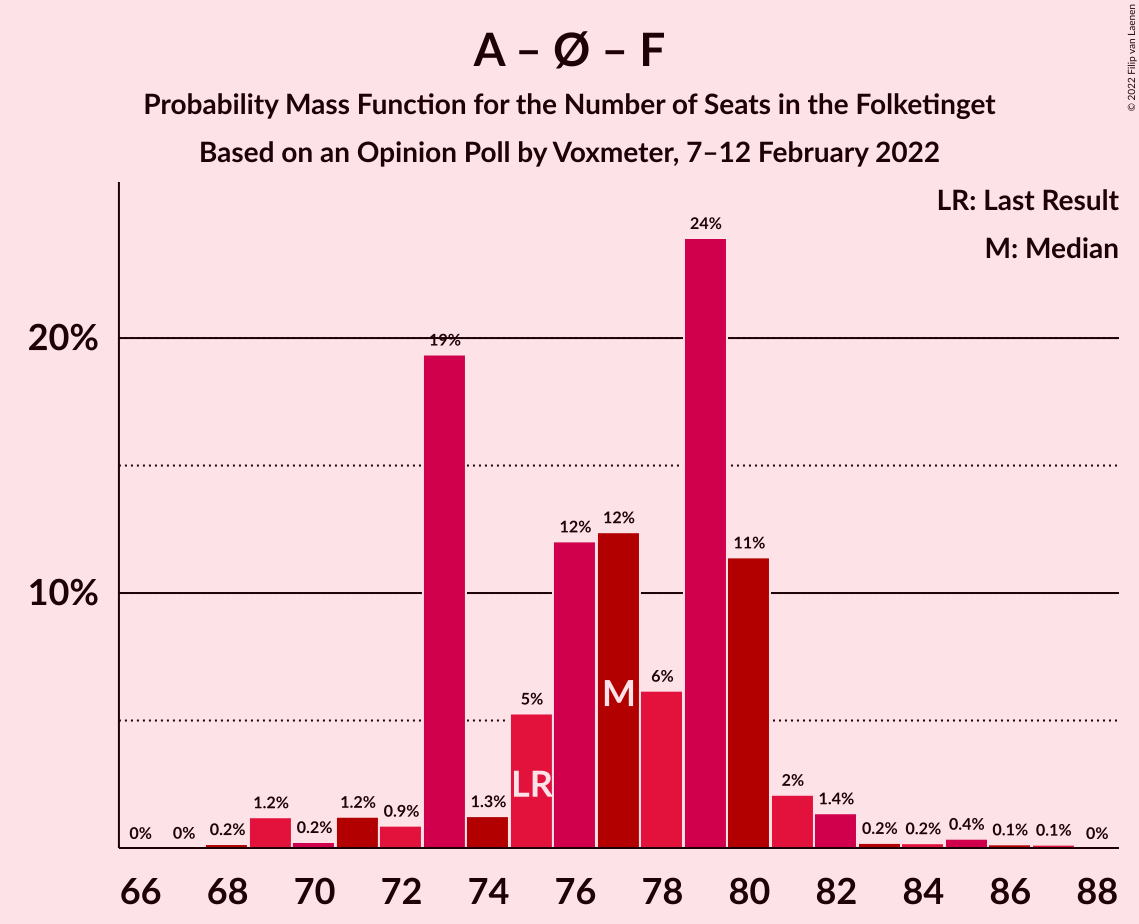 A – Ø – F
Probability Mass Function for the Number of Seats in the Folketinget
Based on an Opinion Poll by Voxmeter, 7–12 February 2022
© 2022 Filip van Laenen
LR: Last Result
M: Median
20%
10%
0%
0%
0.2%
1.2%
0.2%
1.2%
0.9%
19%
1.3%
5%
12%
12%
6%
24%
11%
2%
1.4%
0.2%
0.2%
0.4%
0.1%
0.1%
0%
LR
M
66 68 70 72 74 76 78 80 82 84 86 88